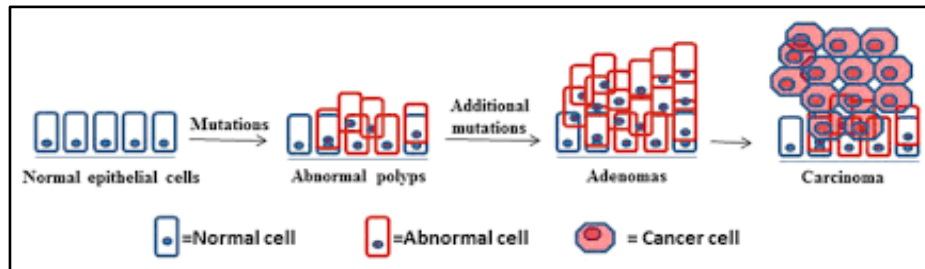 Mutations
Additional
mutations
Normal epithelial cells
Abnormal polyps
Adenomas
Carcinoma
=Normal cell
=Abnormal cell
= Cancer cell